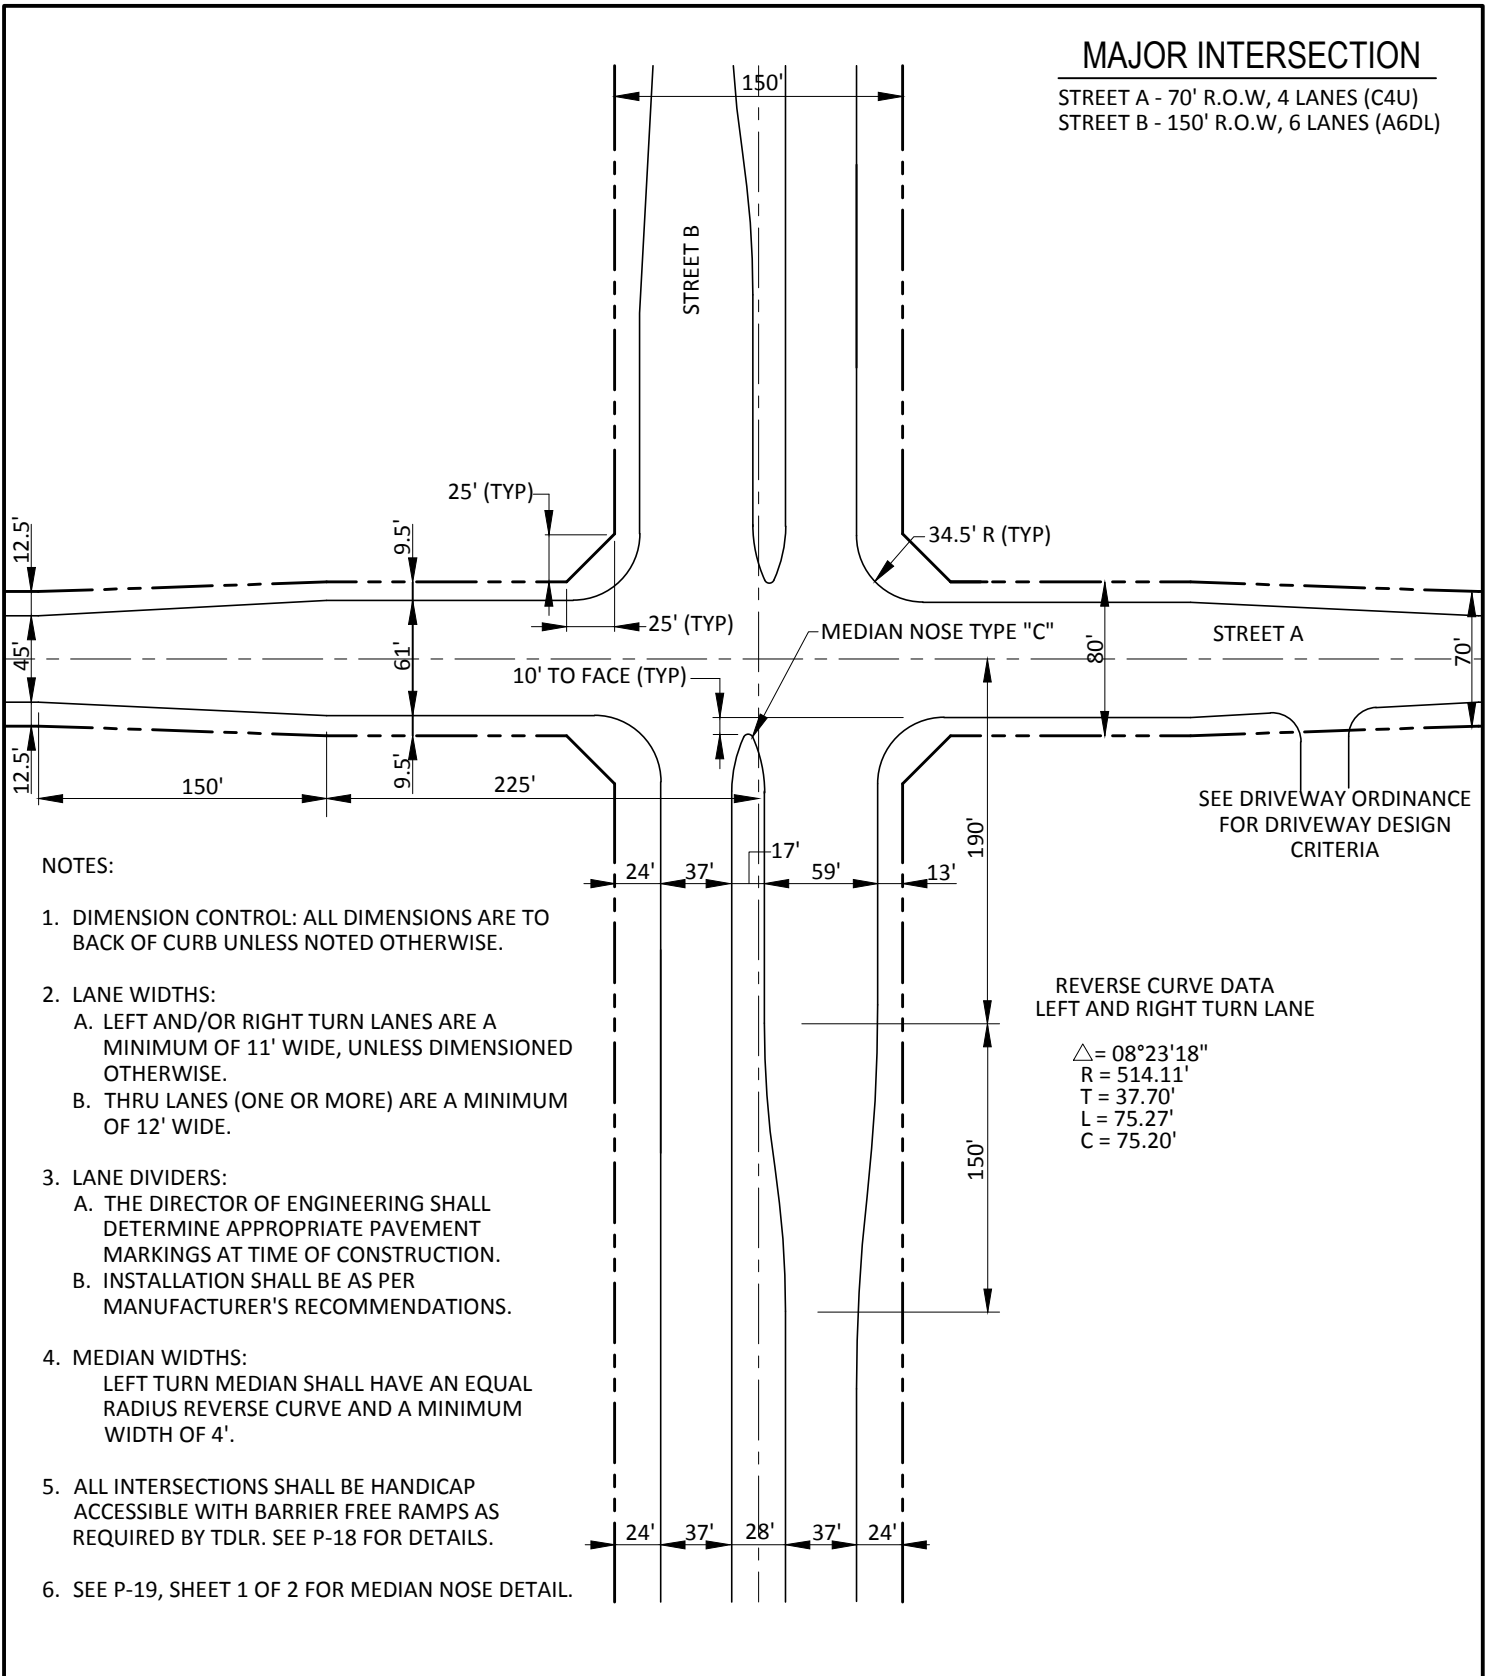 MAJOR INTERSECTION
STREET A - 70' R.O.W, 4 LANES (C4U)
STREET B - 150' R.O.W, 6 LANES (A6DL)
150'
STREET B
25' (TYP)
34.5' R (TYP)
12.5'
9.5'
25' (TYP)
MEDIAN NOSE TYPE "C"
STREET A
45'
61'
80'
70'
10' TO FACE (TYP)
12.5'
9.5'
150'
225'
190'
SEE DRIVEWAY ORDINANCE
FOR DRIVEWAY DESIGN
CRITERIA
17'
24'
37'
59'
13'
NOTES:
1. DIMENSION CONTROL: ALL DIMENSIONS ARE TO
BACK OF CURB UNLESS NOTED OTHERWISE.
2. LANE WIDTHS:
A. LEFT AND/OR RIGHT TURN LANES ARE A
MINIMUM OF 11' WIDE, UNLESS DIMENSIONED
OTHERWISE.
B. THRU LANES (ONE OR MORE) ARE A MINIMUM
OF 12' WIDE.
3. LANE DIVIDERS:
A. THE DIRECTOR OF ENGINEERING SHALL
DETERMINE APPROPRIATE PAVEMENT
MARKINGS AT TIME OF CONSTRUCTION.
B. INSTALLATION SHALL BE AS PER
MANUFACTURER'S RECOMMENDATIONS.
4. MEDIAN WIDTHS:
LEFT TURN MEDIAN SHALL HAVE AN EQUAL
RADIUS REVERSE CURVE AND A MINIMUM
WIDTH OF 4'.
5. ALL INTERSECTIONS SHALL BE HANDICAP
ACCESSIBLE WITH BARRIER FREE RAMPS AS
REQUIRED BY TDLR. SEE P-18 FOR DETAILS.
6. SEE P-19, SHEET 1 OF 2 FOR MEDIAN NOSE DETAIL.
REVERSE CURVE DATA
LEFT AND RIGHT TURN LANE
△= 08°23'18"
R = 514.11'
T = 37.70'
L = 75.27'
C = 75.20'
150'
24'
37'
28'
37'
24'